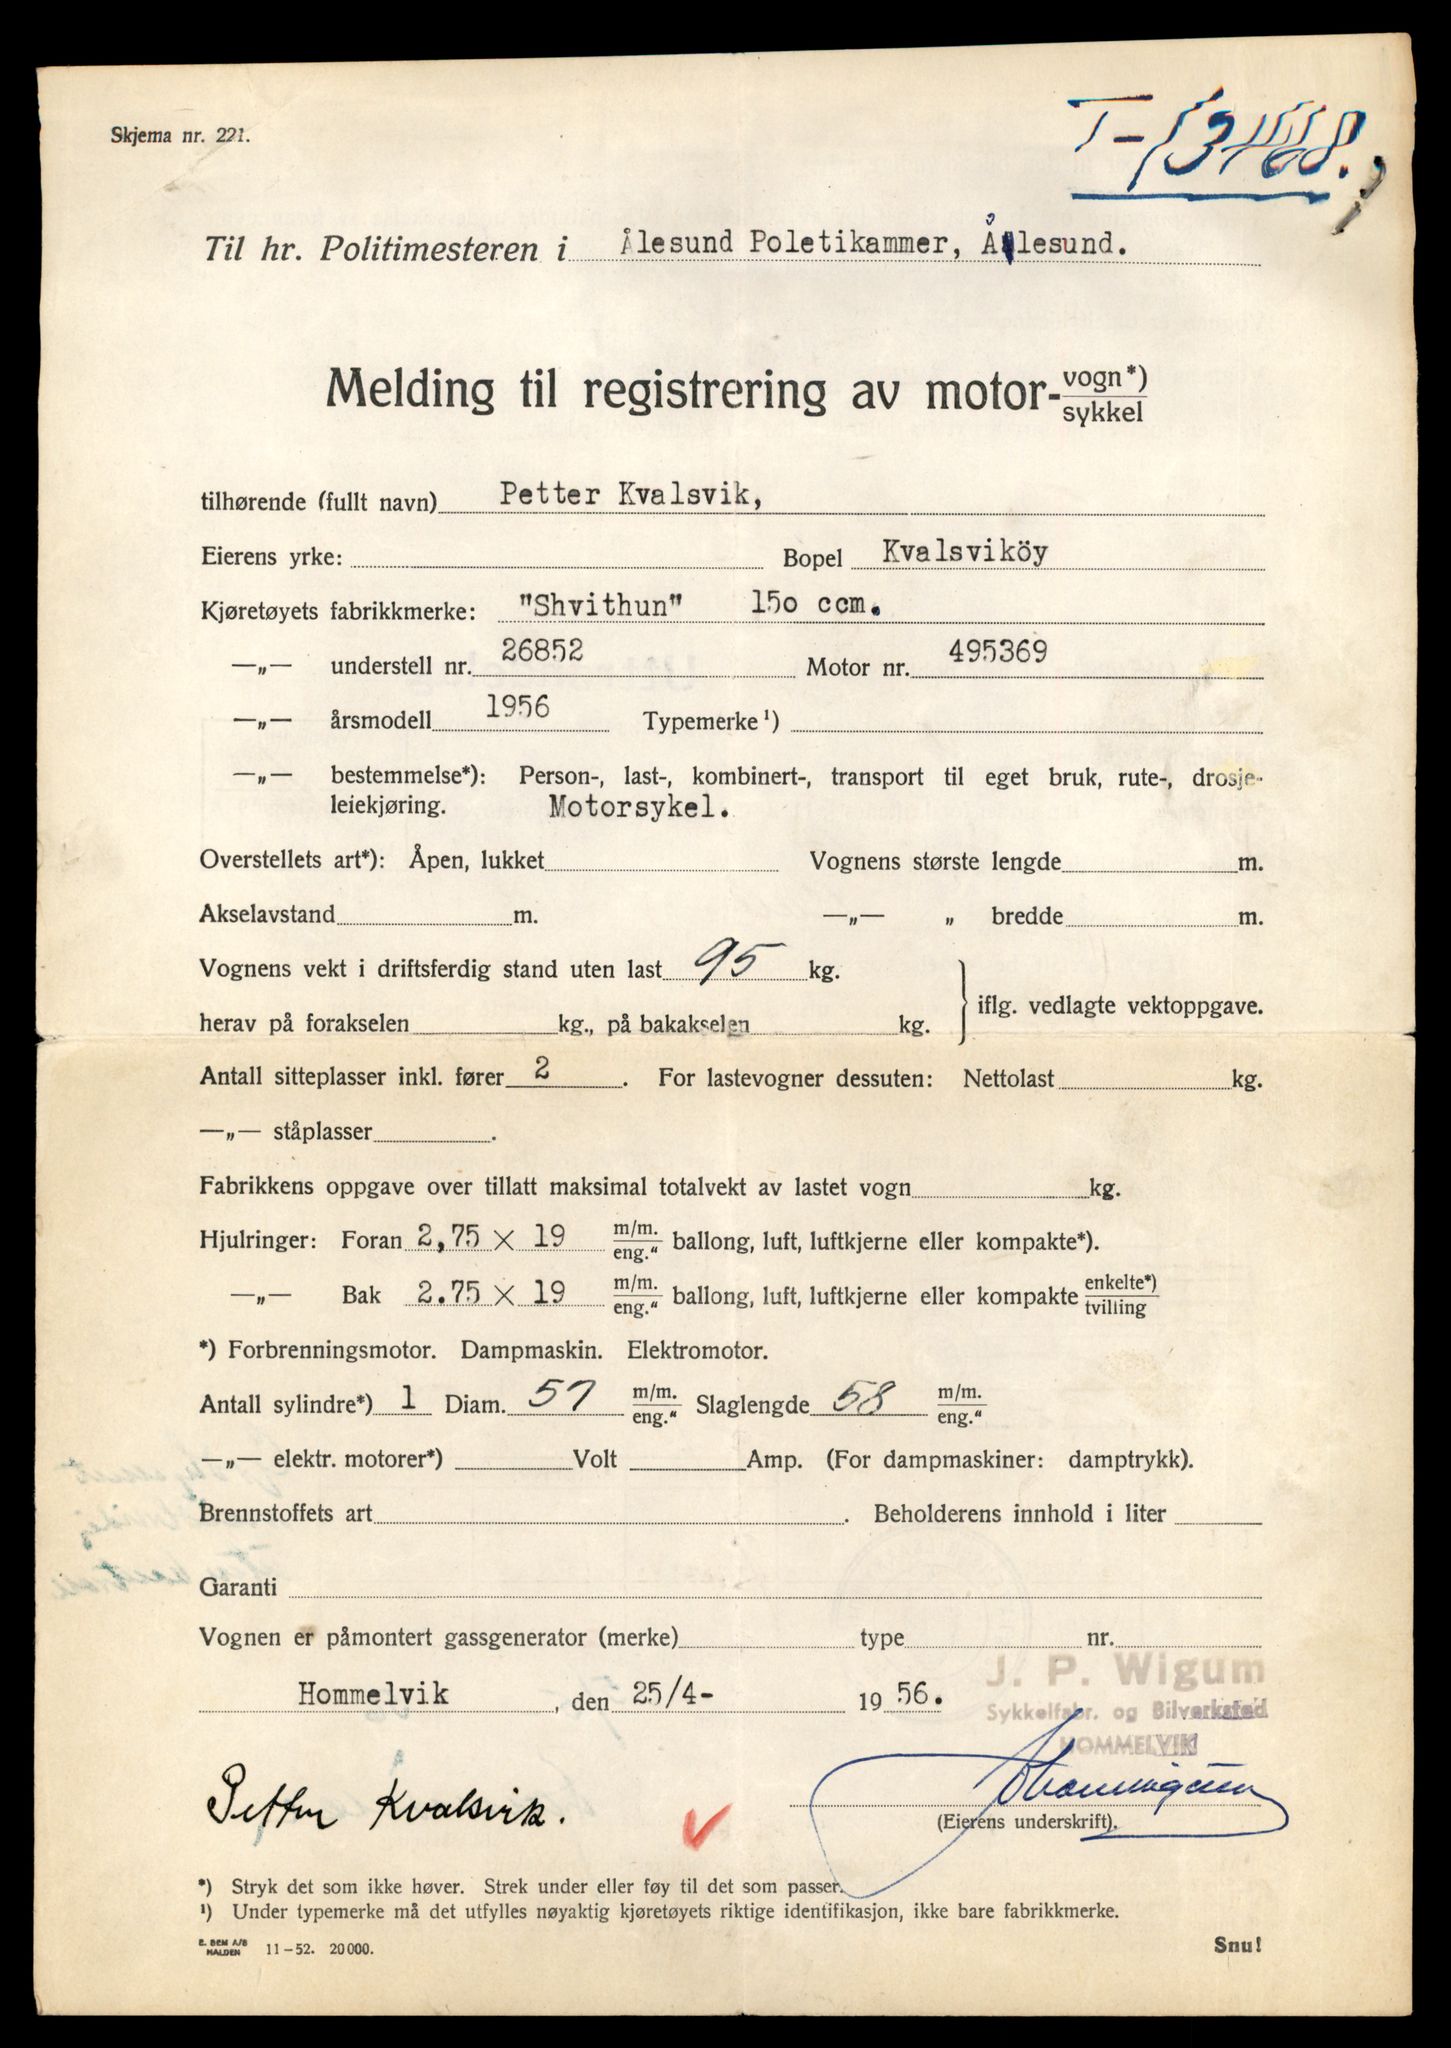 Skjema nr. 221.
T-13468.
Til hr. Politimesteren i Ålesund Poletikammer, Ålesund.
Melding til registrering av motor- vogn*) / sykkel
tilhørende (fullt navn) Petter Kvalsvik,
Eierens yrke: Bopel Kvalsviköy
Kjøretøyets fabrikkmerke: "Shvithun" 150 ccm.
—„— understell nr. 26852 Motor nr. 495369
—„— årsmodell 1956 Typemerke¹)
—„— bestemmelse*): Person-, last-, kombinert-, transport til eget bruk, rute-, drosje-
leiekjøring. Motorsykel.
Overstellets art*): Åpen, lukket Vognens største lengde m.
Akselavstand m. —„— „ bredde m.
Vognens vekt i driftsferdig stand uten last 95 kg.
herav på forakselen kg., på bakakselen kg. iflg. vedlagte vektoppgave.
Antall sitteplasser inkl. fører 2 . For lastevogner dessuten: Nettolast kg.
—„— ståplasser .
Fabrikkens oppgave over tillatt maksimal totalvekt av lastet vogn kg.
Hjulringer: Foran 2,75 × 19 m/m. / eng.“ ballong, luft, luftkjerne eller kompakte*).
—„— Bak 2.75 × 19 m/m. / eng.“ ballong, luft, luftkjerne eller kompakte enkelte*) / tvilling
*) Forbrenningsmotor. Dampmaskin. Elektromotor.
Antall sylindre*) 1 Diam. 57 m/m. / eng.“ Slaglengde 58 m/m. / eng.“
—„— elektr. motorer*) Volt Amp. (For dampmaskiner: damptrykk).
Brennstoffets art . Beholderens innhold i liter
Garanti
Vognen er påmontert gassgenerator (merke) type nr.
J. P. Wigum
Hommelvik , den 25/4- 1956.
Sykkelfabr. og Bilverksted
HOMMELVIK
Petter Kvalsvik.
(Eierens underskrift).
*) Stryk det som ikke høver. Strek under eller føy til det som passer.
¹) Under typemerke må det utfylles nøyaktig kjøretøyets riktige identifikasjon, ikke bare fabrikkmerke.
E. SEM A/S
HALDEN 11–52. 20 000.
Snu!